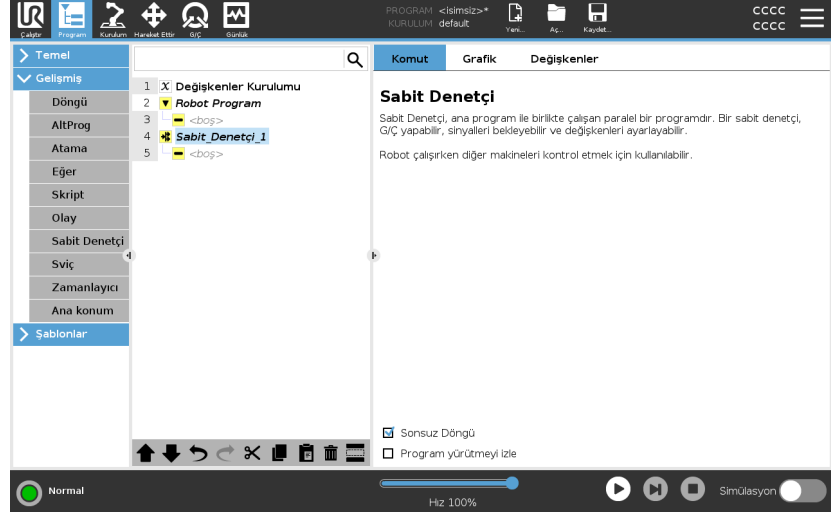 PROGRAM <isimsiz>*
KURULUM default
cccc
cccc
UR
Çalıştır Program Kurulum Hareket Ettir G/Ç Günlük
Yeni... Aç... Kaydet...
Temel
Gelişmiş
Döngü
AltProg
Atama
Eğer
Skript
Olay
Sabit Denetçi
Sviç
Zamanlayıcı
Ana konum
Şablonlar
1 X Değişkenler Kurulumu
2 Robot Program
3 <boş>
4 Sabit_Denetçi_1
5 <boş>
Komut Grafik Değişkenler
Sabit Denetçi
Sabit Denetçi, ana program ile birlikte çalışan paralel bir programdır. Bir sabit denetçi,
G/Ç yapabilir, sinyalleri bekleyebilir ve değişkenleri ayarlayabilir.
Robot çalışırken diğer makineleri kontrol etmek için kullanılabilir.
Sonsuz Döngü
Program yürütmeyi izle
Normal
Hız 100%
Simülasyon